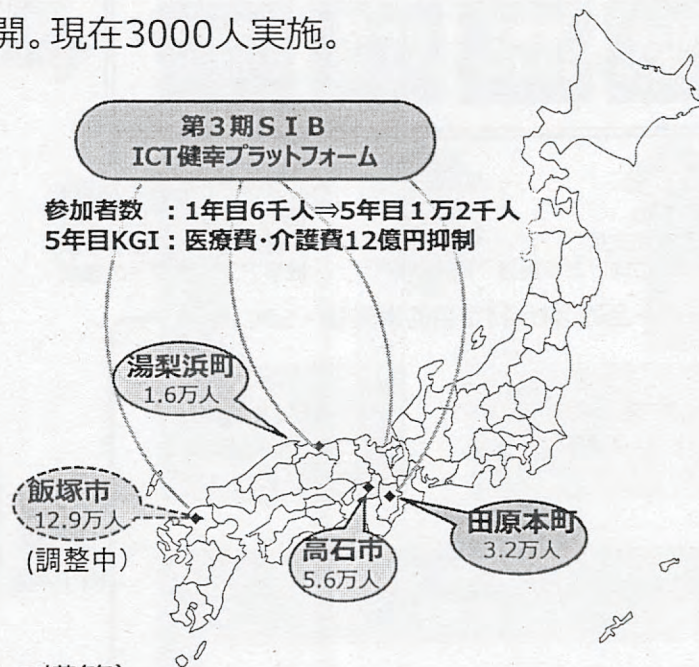 開。現在3000人実施。
第3期SIB
ICT健幸プラットフォーム
参加者数 :1年目6千人⇒5年目1万2千人
5年目KGI:医療費・介護費12億円抑制
湯梨浜町
1.6万人
飯塚市
12.9万人
(調整中)
高石市
5.6万人
田原本町
3.2万人